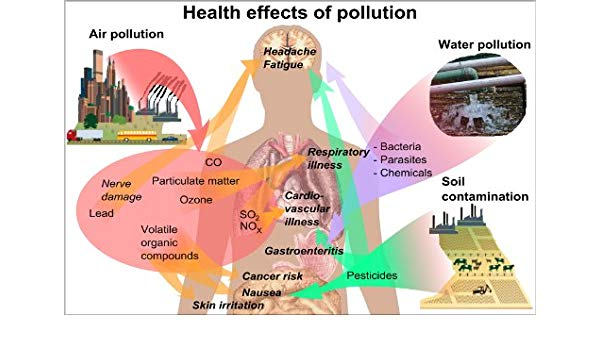 Health effects of pollution
Air pollution
Water pollution
Headache
Fatigue
- Bacteria
- Parasites
- Chemicals
Respiratory
illness
CO
Particulate matter
Nerve
damage
Ozone
Lead
SO2
NOX
Cardio-
vascular
illness
Soil
contamination
Volatile
organic
compounds
Gastroenteritis
Pesticides
Cancer risk
Nausea
Skin irritation